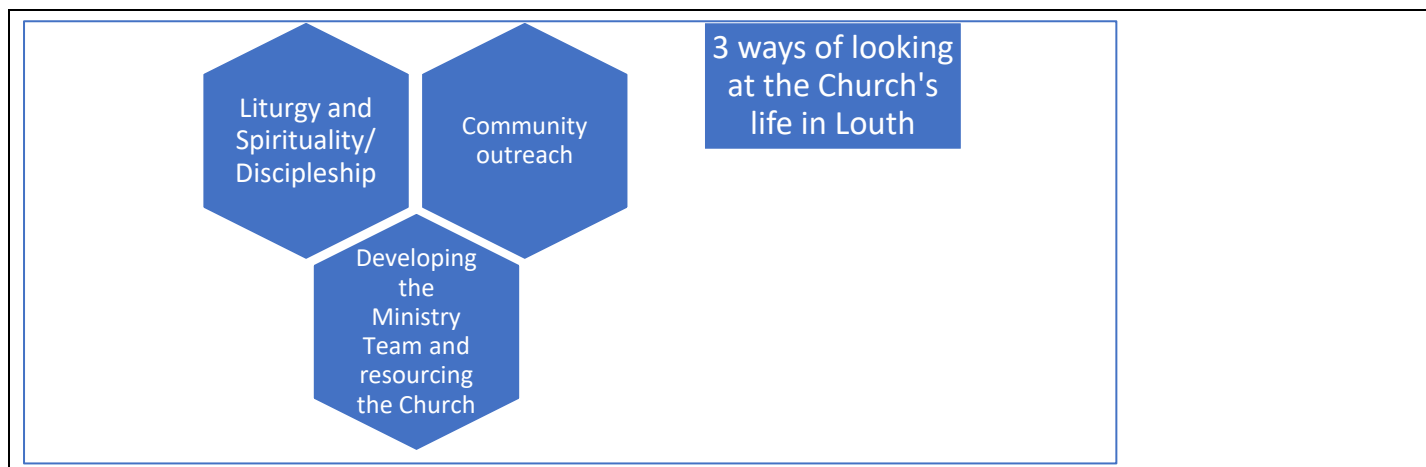 Liturgy and
Spirituality/
Discipleship
Community
outreach
Developing
the
Ministry
Team and
resourcing
the Church
3 ways of looking
at the Church's
life in Louth